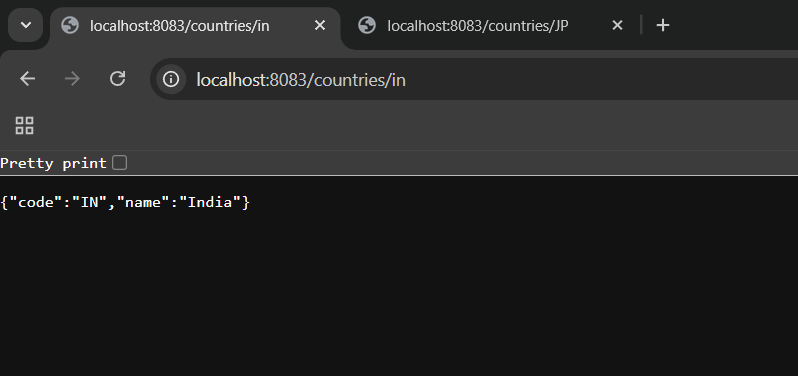 localhost:8083/countries/in
localhost:8083/countries/JP
localhost:8083/countries/in
Pretty print
{"code":"IN","name":"India"}